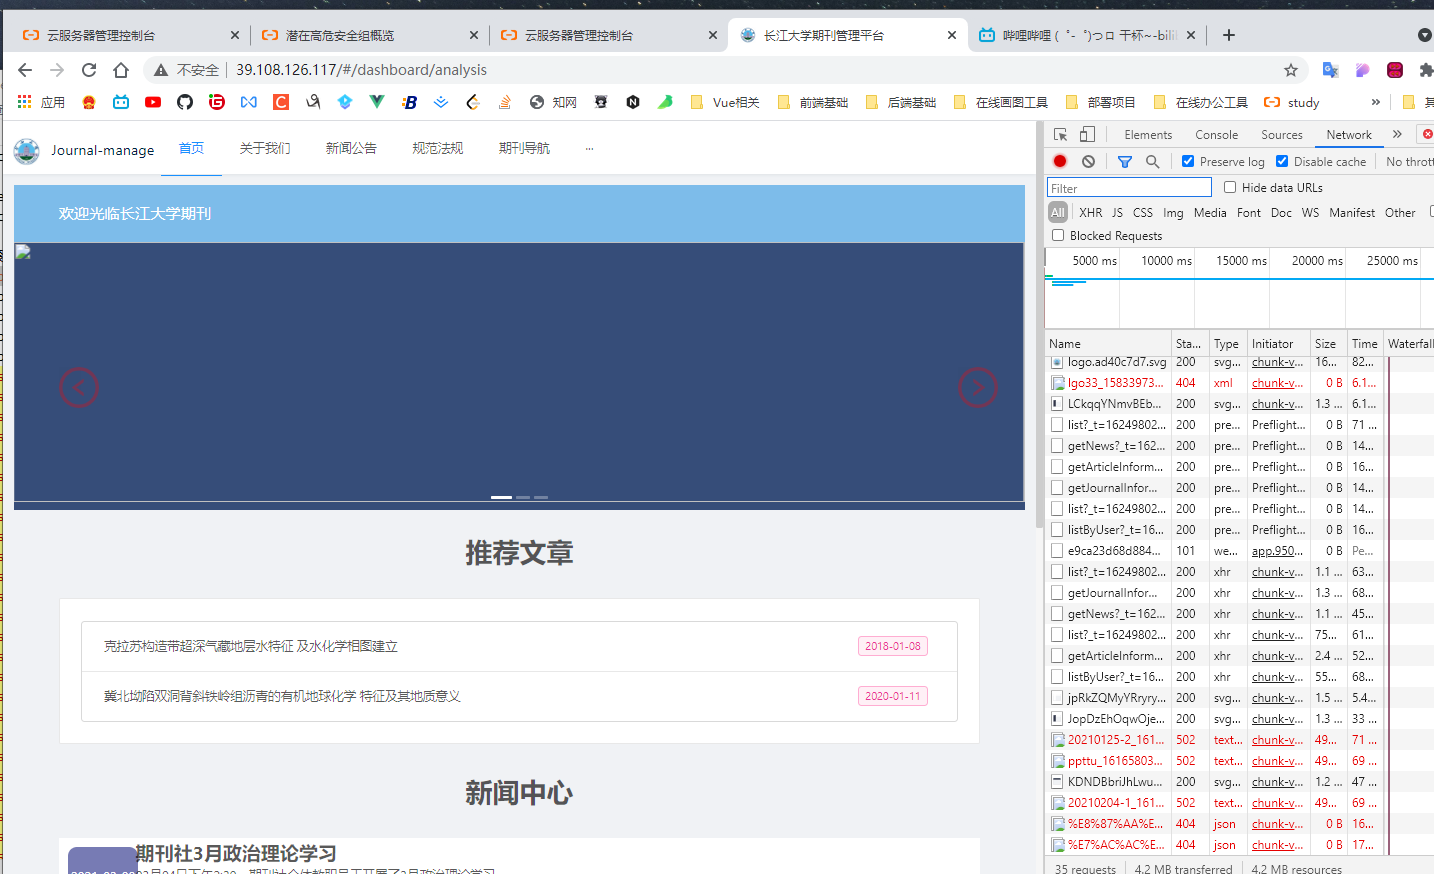 云服务器管理控制台
潜在高危安全组概览
云服务器管理控制台
长江大学期刊管理平台
哔哩哔哩 (゜-゜)つロ 干杯~-bili
不安全 39.108.126.117/#/dashboard/analysis
应用 知网 Vue相关 前端基础 后端基础 在线画图工具 部署项目 在线办公工具 study
Journal-manage 首页 关于我们 新闻公告 规范法规 期刊导航 ...
欢迎光临长江大学期刊
推荐文章
克拉苏构造带超深气藏地层水特征 及水化学相图建立 2018-01-08
冀北坳陷双洞背斜铁岭组沥青的有机地球化学 特征及其地质意义 2020-01-11
新闻中心
期刊社3月政治理论学习
Elements Console Sources Network
Preserve log Disable cache No thrott
Filter Hide data URLs
All XHR JS CSS Img Media Font Doc WS Manifest Other
Blocked Requests
5000 ms 10000 ms 15000 ms 20000 ms 25000 ms
Name Sta... Type Initiator Size Time Waterfall
logo.ad40c7d7.svg 200 svg... chunk-v... 16... 82...
lgo33_15833973... 404 xml chunk-v... 0 B 6.1...
LCkqqYNmvBEb... 200 svg... chunk-v... 1.3 ... 6.1...
list?_t=16249802... 200 pre... Preflight... 0 B 71 ...
getNews?_t=162... 200 pre... Preflight... 0 B 14...
getArticleInform... 200 pre... Preflight... 0 B 16...
getJournalInfor... 200 pre... Preflight... 0 B 14...
list?_t=16249802... 200 pre... Preflight... 0 B 14...
listByUser?_t=16... 200 pre... Preflight... 0 B 16...
e9ca23d68d884... 101 we... app.950... 0 B Pe...
list?_t=16249802... 200 xhr chunk-v... 1.1 ... 63...
getJournalInfor... 200 xhr chunk-v... 1.3 ... 68...
getNews?_t=162... 200 xhr chunk-v... 1.1 ... 45...
list?_t=16249802... 200 xhr chunk-v... 75... 61...
getArticleInform... 200 xhr chunk-v... 2.4 ... 52...
listByUser?_t=16... 200 xhr chunk-v... 55... 68...
jpRkZQMyYRryry... 200 svg... chunk-v... 1.5 ... 5.4...
JopDzEhOqwOje... 200 svg... chunk-v... 1.3 ... 33 ...
20210125-2_161... 502 text... chunk-v... 49... 71 ...
ppttu_16165803... 502 text... chunk-v... 49... 69 ...
KDNDBbriJhLwu... 200 svg... chunk-v... 1.2 ... 47 ...
20210204-1_161... 502 text... chunk-v... 49... 69 ...
%E8%87%AA%E... 404 json chunk-v... 0 B 16...
%E7%AC%AC%E... 404 json chunk-v... 0 B 17...
35 requests 4.2 MB transferred 4.2 MB resources